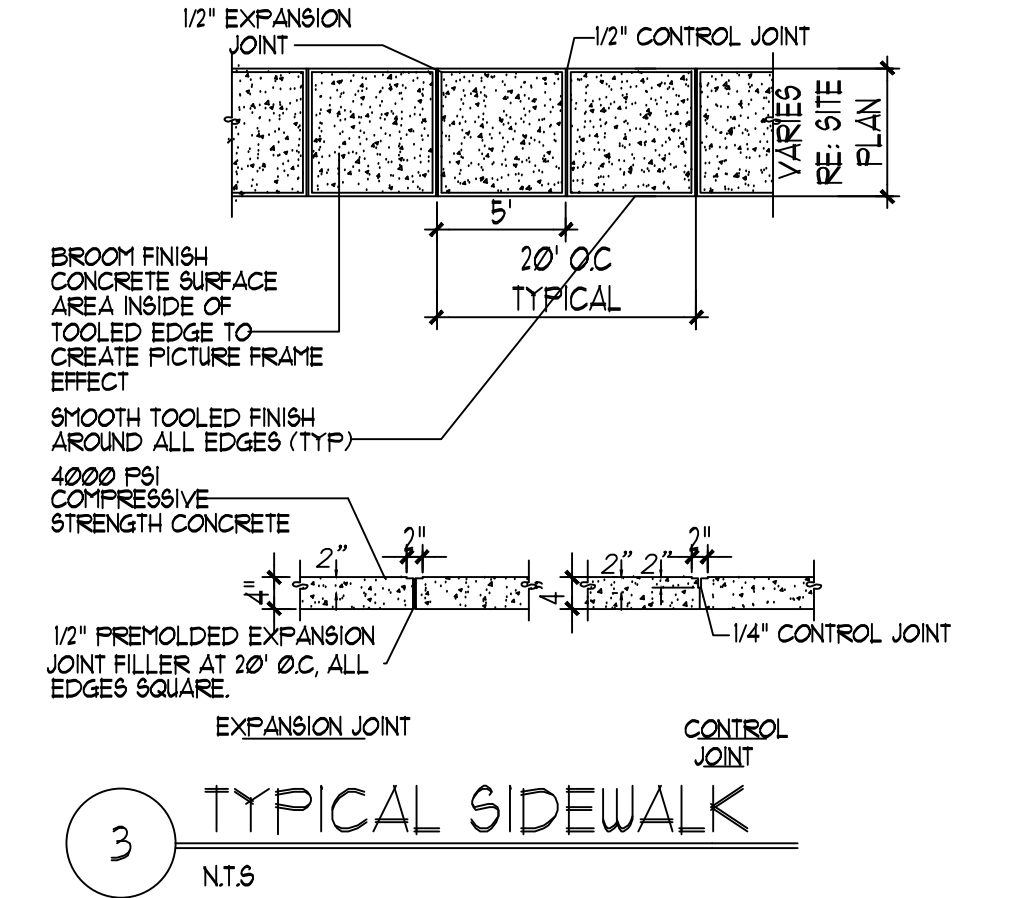 1/2" EXPANSION
JOINT
1/2" CONTROL JOINT
VARIES
RE: SITE
PLAN
5'
20' O.C
TYPICAL
BROOM FINISH
CONCRETE SURFACE
AREA INSIDE OF
TOOLED EDGE TO
CREATE PICTURE FRAME
EFFECT
SMOOTH TOOLED FINISH
AROUND ALL EDGES (TYP)
4000 PSI
COMPRESSIVE
STRENGTH CONCRETE
2"
2"
4"
2"
2"
2"
4"
1/2" PREMOLDED EXPANSION
JOINT FILLER AT 20' O.C, ALL
EDGES SQUARE.
1/4" CONTROL JOINT
EXPANSION JOINT
CONTROL
JOINT
3
TYPICAL SIDEWALK
N.T.S